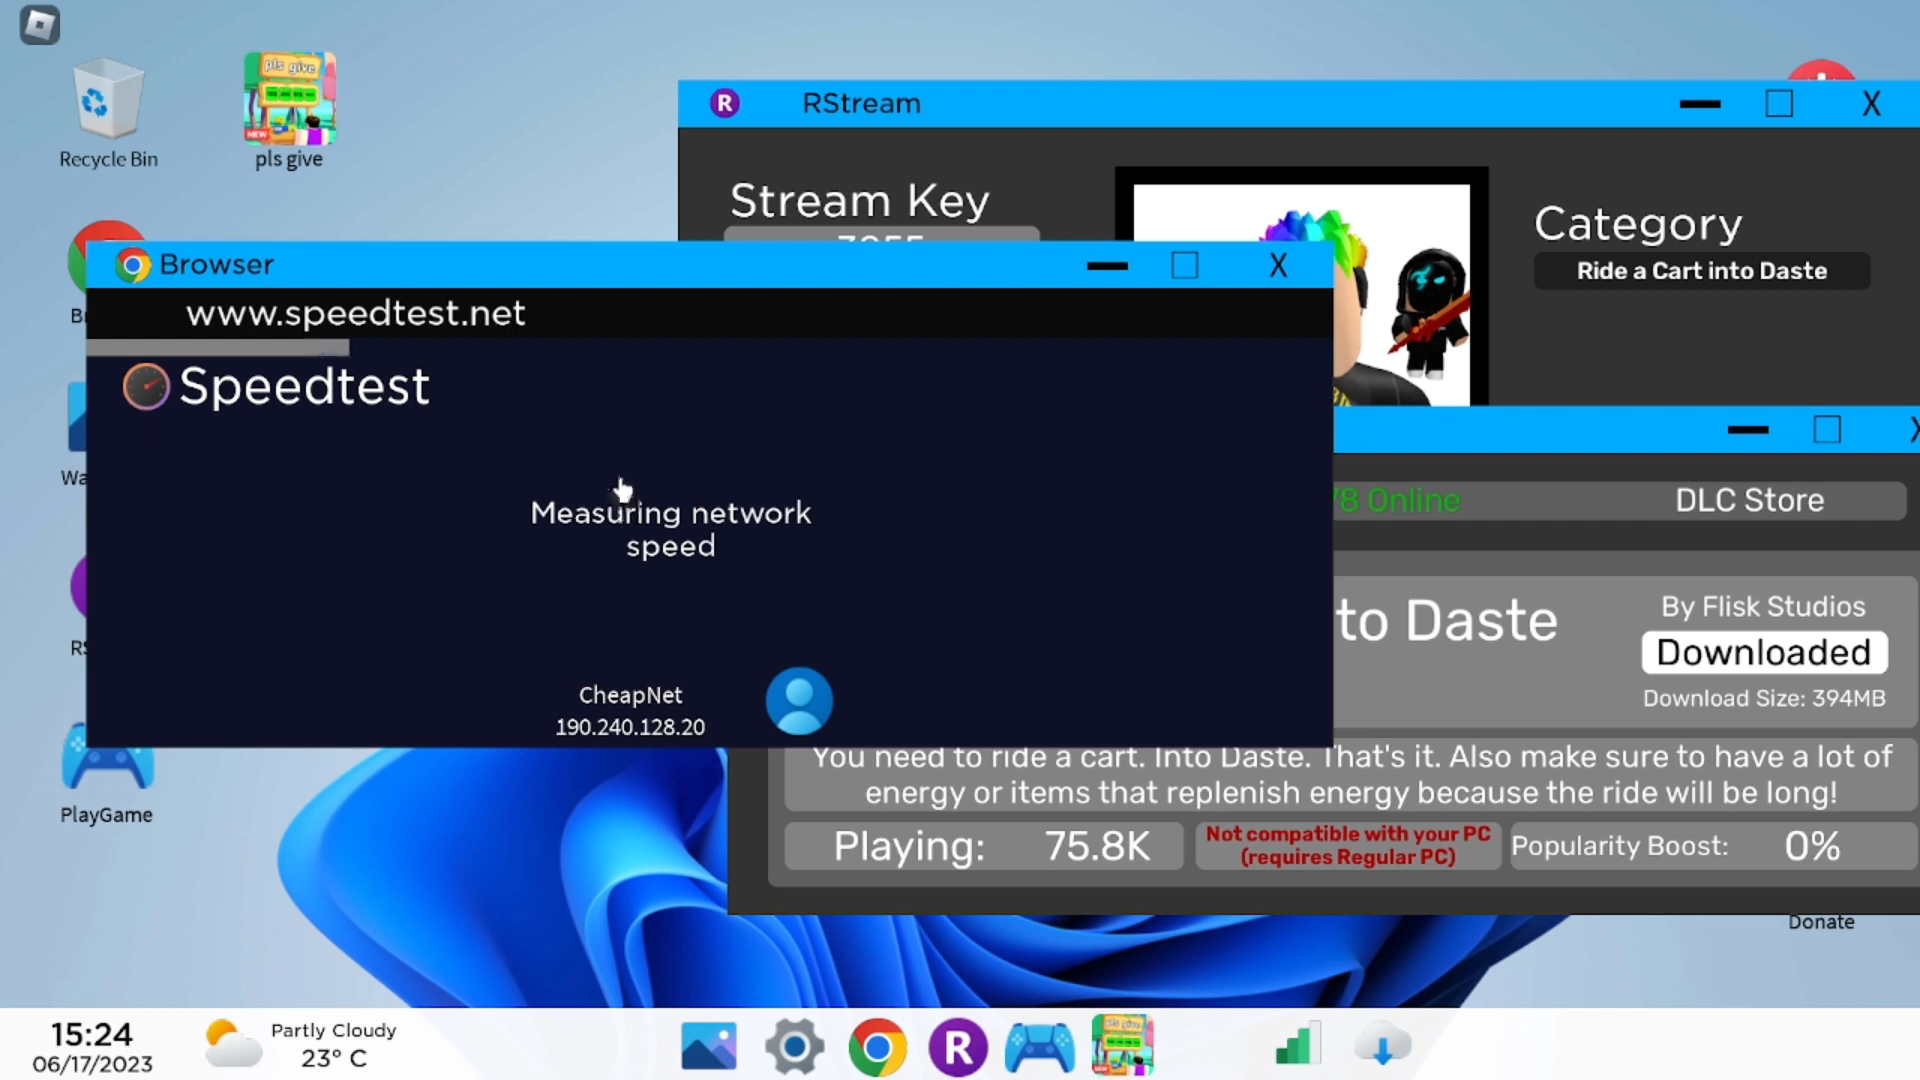 Recycle Bin
pls give
pls give
NEW
RStream
Stream Key
Category
Ride a Cart into Daste
Browser
www.speedtest.net
Speedtest
Measuring network
speed
CheapNet
190.240.128.20
8 Online
DLC Store
to Daste
By Flisk Studios
Downloaded
Download Size: 394MB
You need to ride a cart. Into Daste. That's it. Also make sure to have a lot of
energy or items that replenish energy because the ride will be long!
Playing: 75.8K
Not compatible with your PC
(requires Regular PC)
Popularity Boost: 0%
PlayGame
Donate
15:24
06/17/2023
Partly Cloudy
23° C
R
pls give